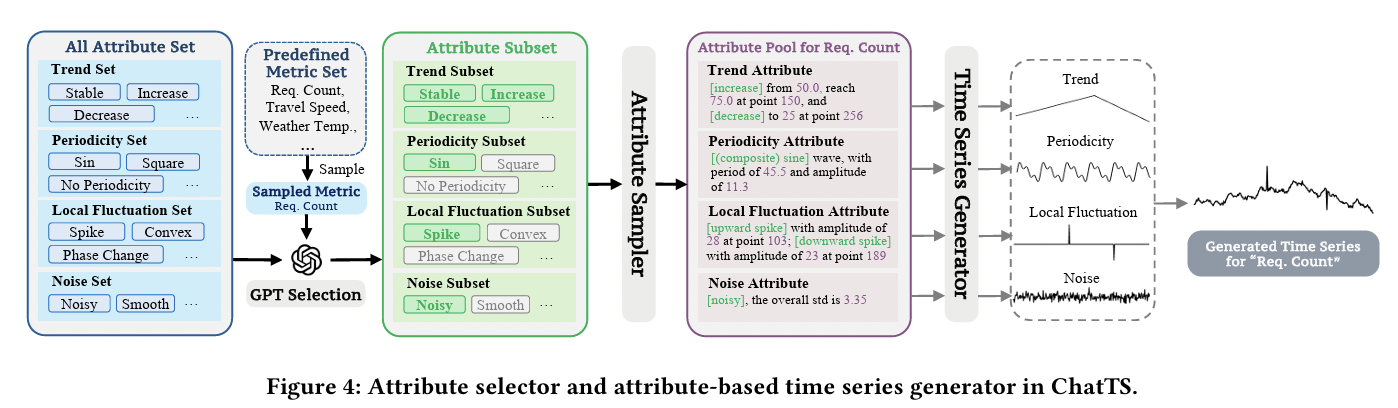 All Attribute Set
Trend Set
Stable Increase
Decrease ...
Periodicity Set
Sin Square
No Periodicity ...
Local Fluctuation Set
Spike Convex
Phase Change ...
Noise Set
Noisy Smooth ...
Predefined
Metric Set
Req. Count,
Travel Speed,
Weather Temp.,
...
Sample
Sampled Metric
Req. Count
GPT Selection
Attribute Subset
Trend Subset
Stable Increase
Decrease ...
Periodicity Subset
Sin Square
No Periodicity ...
Local Fluctuation Subset
Spike Convex
Phase Change ...
Noise Subset
Noisy Smooth ...
Attribute Sampler
Attribute Pool for Req. Count
Trend Attribute
[increase] from 50.0, reach
75.0 at point 150, and
[decrease] to 25 at point 256
Periodicity Attribute
[(composite) sine] wave, with
period of 45.5 and amplitude
of 11.3
Local Fluctuation Attribute
[upward spike] with amplitude of
28 at point 103; [downward spike]
with amplitude of 23 at point 189
Noise Attribute
[noisy], the overall std is 3.35
Time Series Generator
Trend
Periodicity
Local Fluctuation
Noise
Generated Time Series
for “Req. Count”
Figure 4: Attribute selector and attribute-based time series generator in ChatTS.